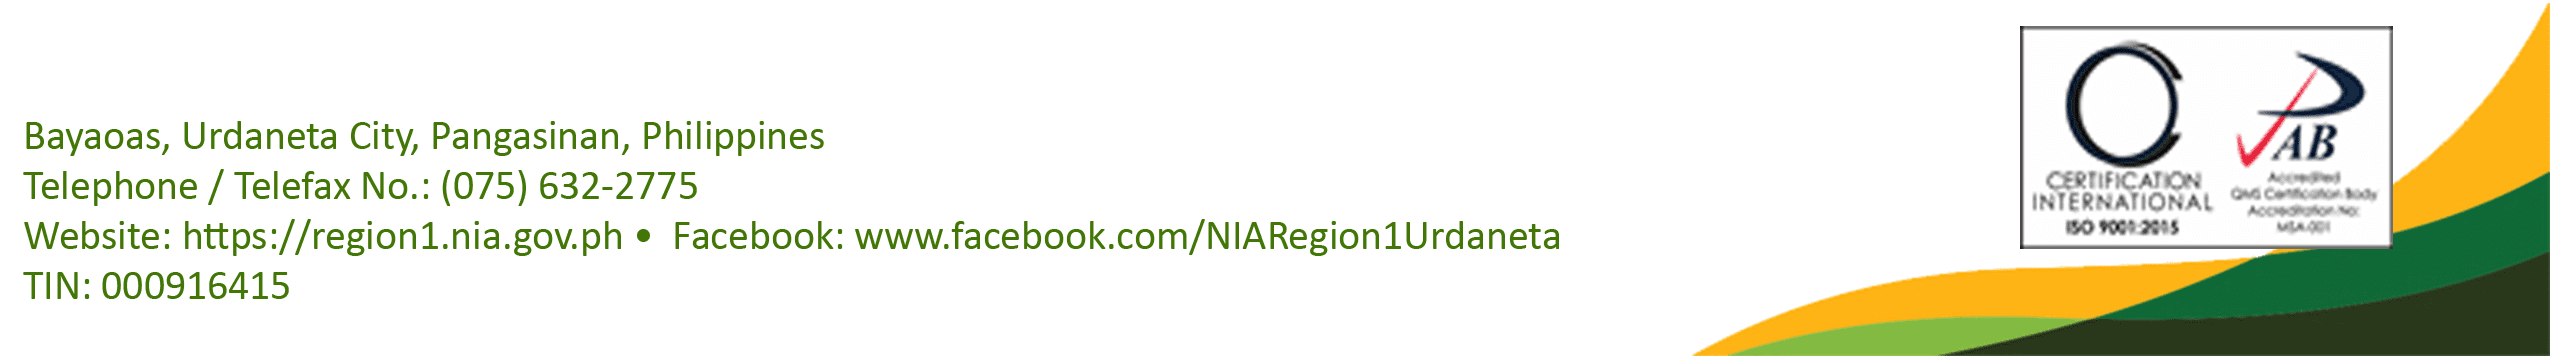 Bayaoas, Urdaneta City, Pangasinan, Philippines
Telephone / Telefax No.: (075) 632-2775
Website: https://region1.nia.gov.ph • Facebook: www.facebook.com/NIARegion1Urdaneta
TIN: 000916415
CERTIFICATION
INTERNATIONAL
ISO 9001:2015
PAB
Accredited
QMS Certification Body
Accreditation No:
MSA-001